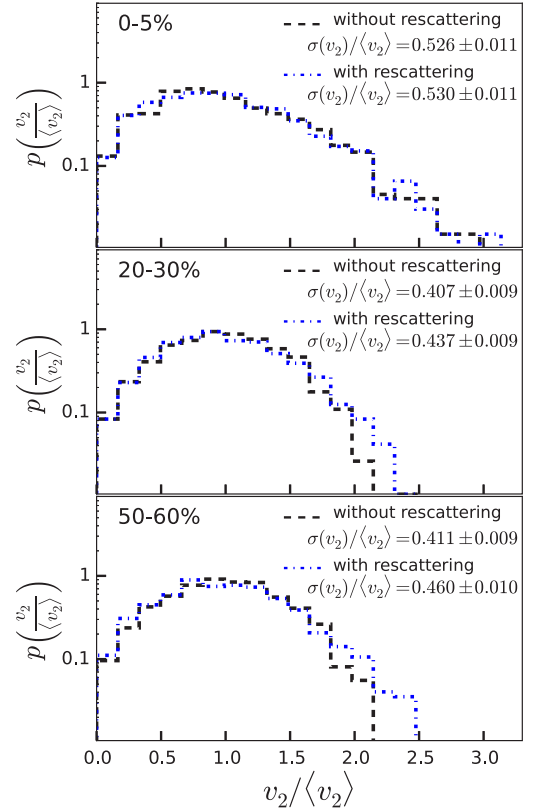 0-5%
without rescattering
σ(v₂)/⟨v₂⟩=0.526±0.011
with rescattering
σ(v₂)/⟨v₂⟩=0.530±0.011
1
0.1
p(v₂/⟨v₂⟩)
20-30%
without rescattering
σ(v₂)/⟨v₂⟩=0.407±0.009
with rescattering
σ(v₂)/⟨v₂⟩=0.437±0.009
1
0.1
p(v₂/⟨v₂⟩)
50-60%
without rescattering
σ(v₂)/⟨v₂⟩=0.411±0.009
with rescattering
σ(v₂)/⟨v₂⟩=0.460±0.010
1
0.1
p(v₂/⟨v₂⟩)
0.0 0.5 1.0 1.5 2.0 2.5 3.0
v₂/⟨v₂⟩